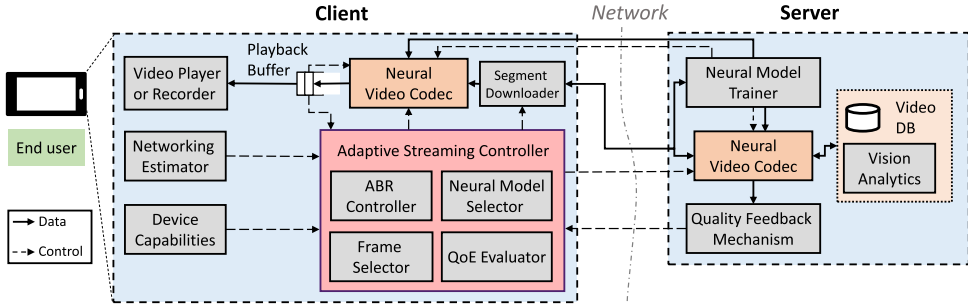 Client
Network
Server
Playback
Buffer
Video Player
or Recorder
Neural
Video Codec
Segment
Downloader
Neural Model
Trainer
Video
DB
End user
Networking
Estimator
Adaptive Streaming Controller
ABR
Controller
Neural Model
Selector
Neural
Video Codec
Vision
Analytics
Data
Control
Device
Capabilities
Frame
Selector
QoE Evaluator
Quality Feedback
Mechanism